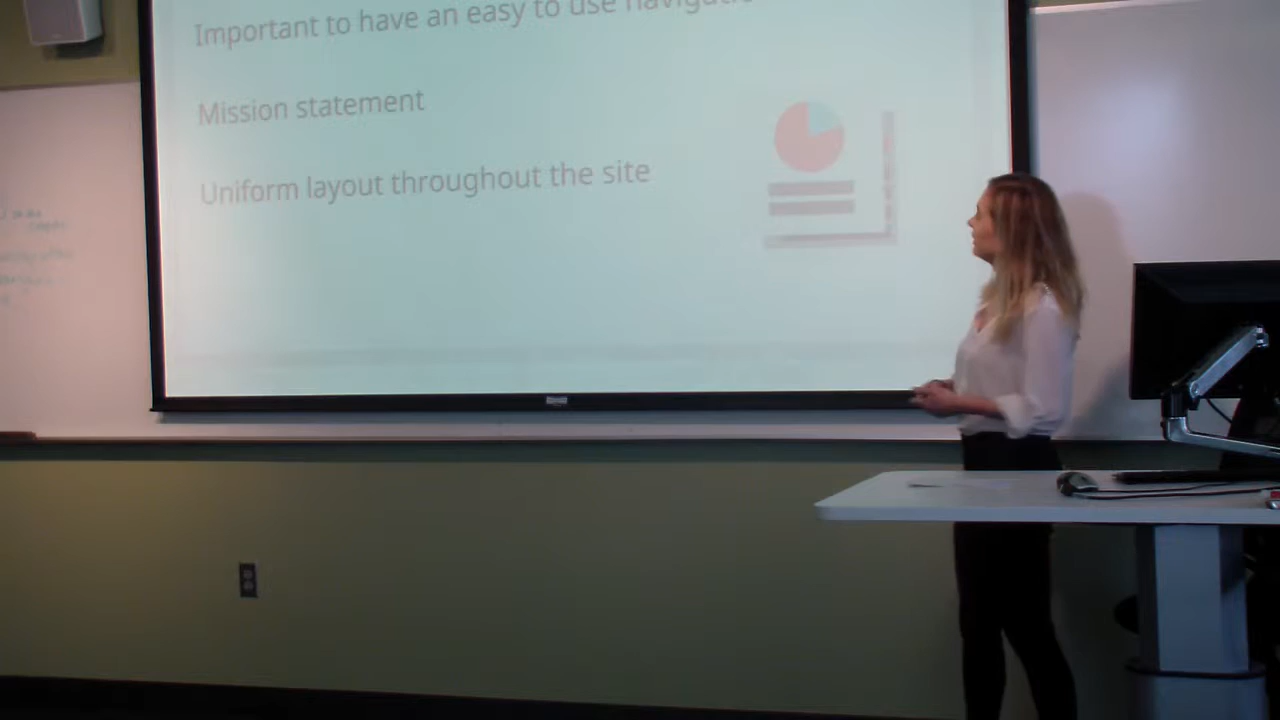 Important to have an easy to use
Mission statement
Uniform layout throughout the site